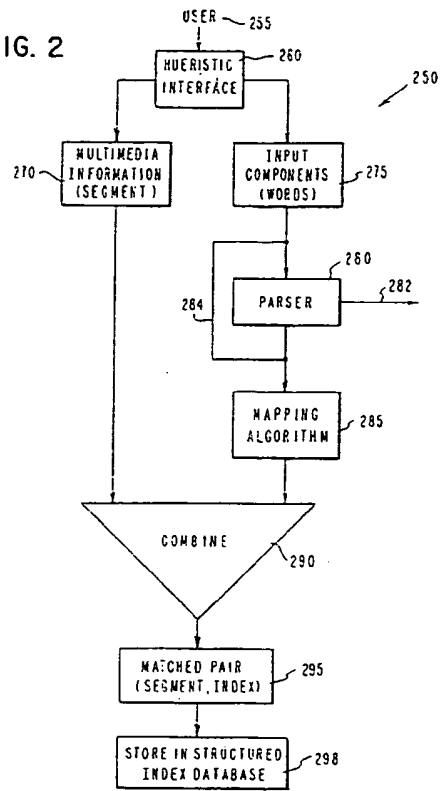 USER 255
IG. 2
260
HUERISTIC
INTERFACE
250
270
MULTIMEDIA
INFORMATION
(SEGMENT)
INPUT
COMPONENTS
(WORDS)
275
280
282
284
PARSER
MAPPING
ALGORITHM
285
COMBINE
290
MATCHED PAIR
(SEGMENT, INDEX)
295
STORE IN STRUCTURED
INDEX DATABASE
298